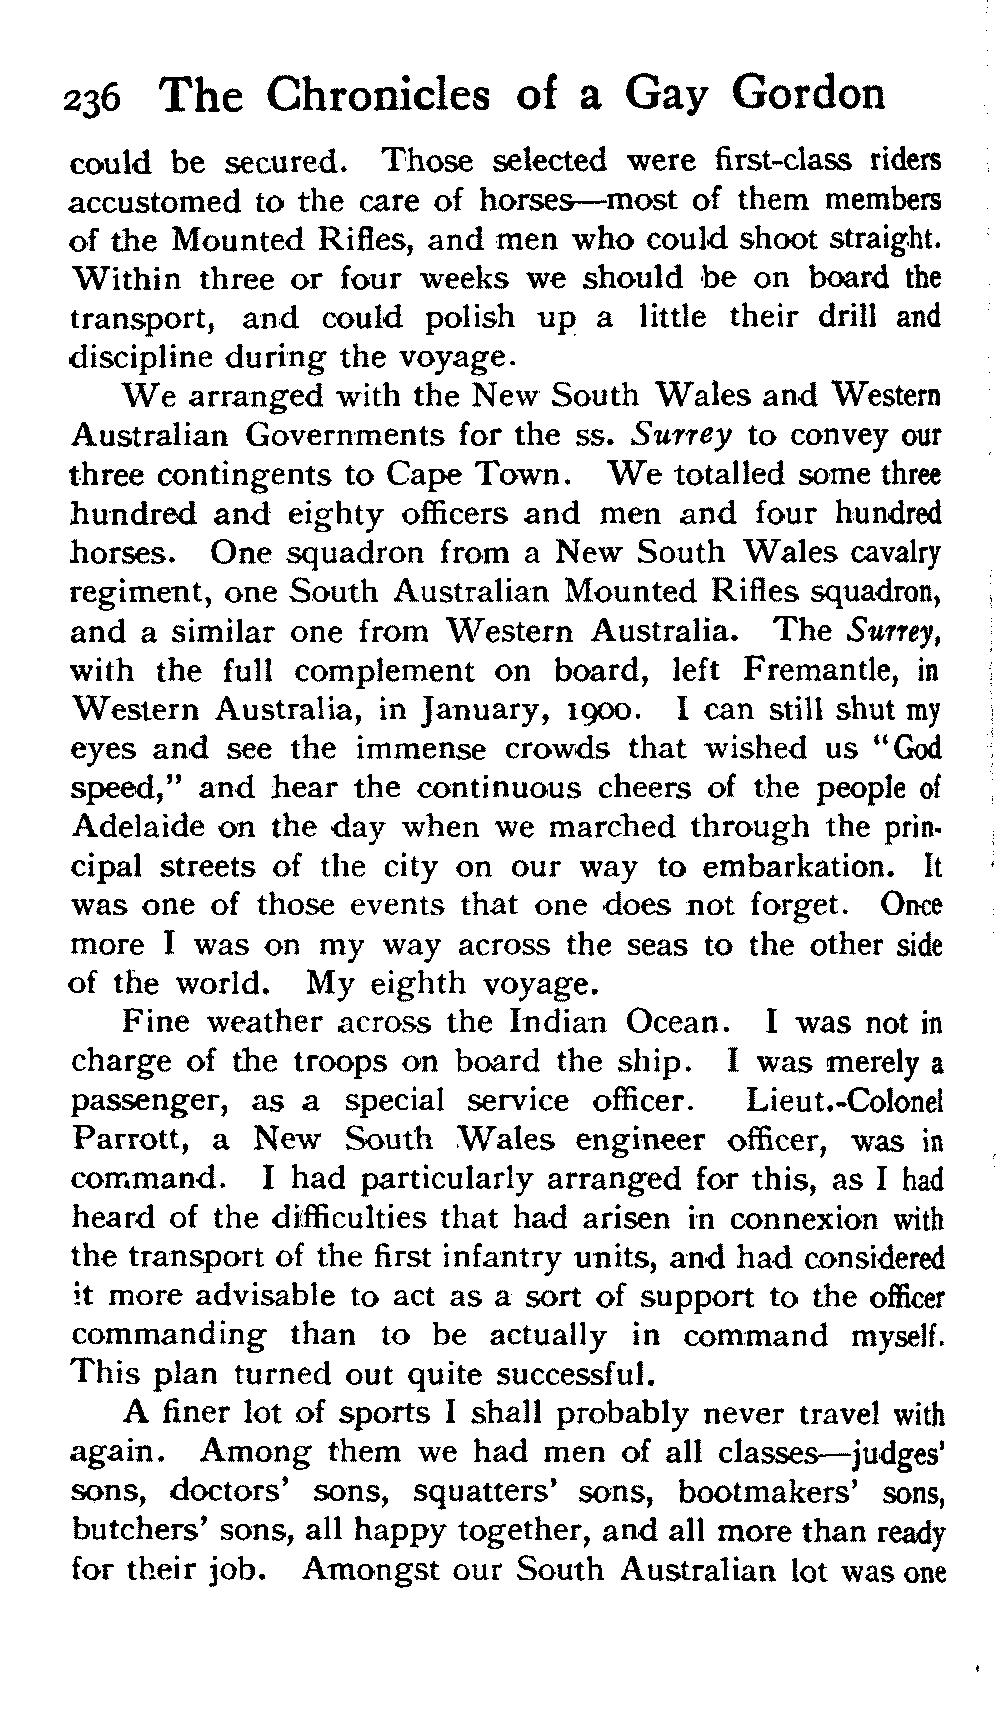 236 The Chronicles of a Gay Gordon
could be secured. Those selected were first-class riders
accustomed to the care of horses—most of them members
of the Mounted Rifles, and men who could shoot straight.
Within three or four weeks we should be on board the
transport, and could polish up a little their drill and
discipline during the voyage.
We arranged with the New South Wales and Western
Australian Governments for the ss. Surrey to convey our
three contingents to Cape Town. We totalled some three
hundred and eighty officers and men and four hundred
horses. One squadron from a New South Wales cavalry
regiment, one South Australian Mounted Rifles squadron,
and a similar one from Western Australia. The Surrey,
with the full complement on board, left Fremantle, in
Western Australia, in January, 1900. I can still shut my
eyes and see the immense crowds that wished us "God
speed," and hear the continuous cheers of the people of
Adelaide on the day when we marched through the prin-
cipal streets of the city on our way to embarkation. It
was one of those events that one does not forget. Once
more I was on my way across the seas to the other side
of the world. My eighth voyage.
Fine weather across the Indian Ocean. I was not in
charge of the troops on board the ship. I was merely a
passenger, as a special service officer. Lieut.-Colonel
Parrott, a New South Wales engineer officer, was in
command. I had particularly arranged for this, as I had
heard of the difficulties that had arisen in connexion with
the transport of the first infantry units, and had considered
it more advisable to act as a sort of support to the officer
commanding than to be actually in command myself.
This plan turned out quite successful.
A finer lot of sports I shall probably never travel with
again. Among them we had men of all classes—judges'
sons, doctors' sons, squatters' sons, bootmakers' sons,
butchers' sons, all happy together, and all more than ready
for their job. Amongst our South Australian lot was one